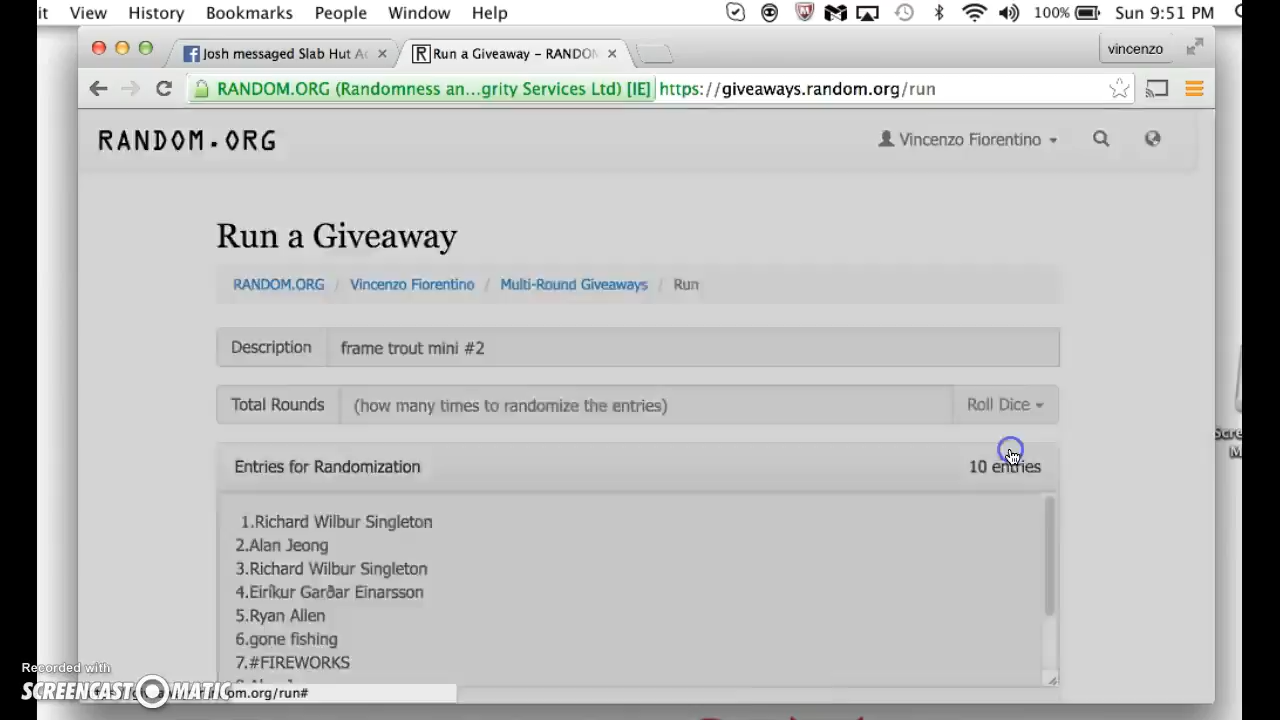 it View History Bookmarks People Window Help 100% Sun 9:51 PM
Josh messaged Slab Hut Ac Run a Giveaway – RANDOM vincenzo
RANDOM.ORG (Randomness an...grity Services Ltd) [IE] https://giveaways.random.org/run
RANDOM.ORG Vincenzo Fiorentino
Run a Giveaway
RANDOM.ORG / Vincenzo Fiorentino / Multi-Round Giveaways / Run
Description frame trout mini #2
Total Rounds (how many times to randomize the entries) Roll Dice
Entries for Randomization 10 entries
1.Richard Wilbur Singleton
2.Alan Jeong
3.Richard Wilbur Singleton
4.Eiríkur Garðar Einarsson
5.Ryan Allen
6.gone fishing
7.#FIREWORKS
Recorded with
SCREENCAST-O-MATIC
om.org/run#